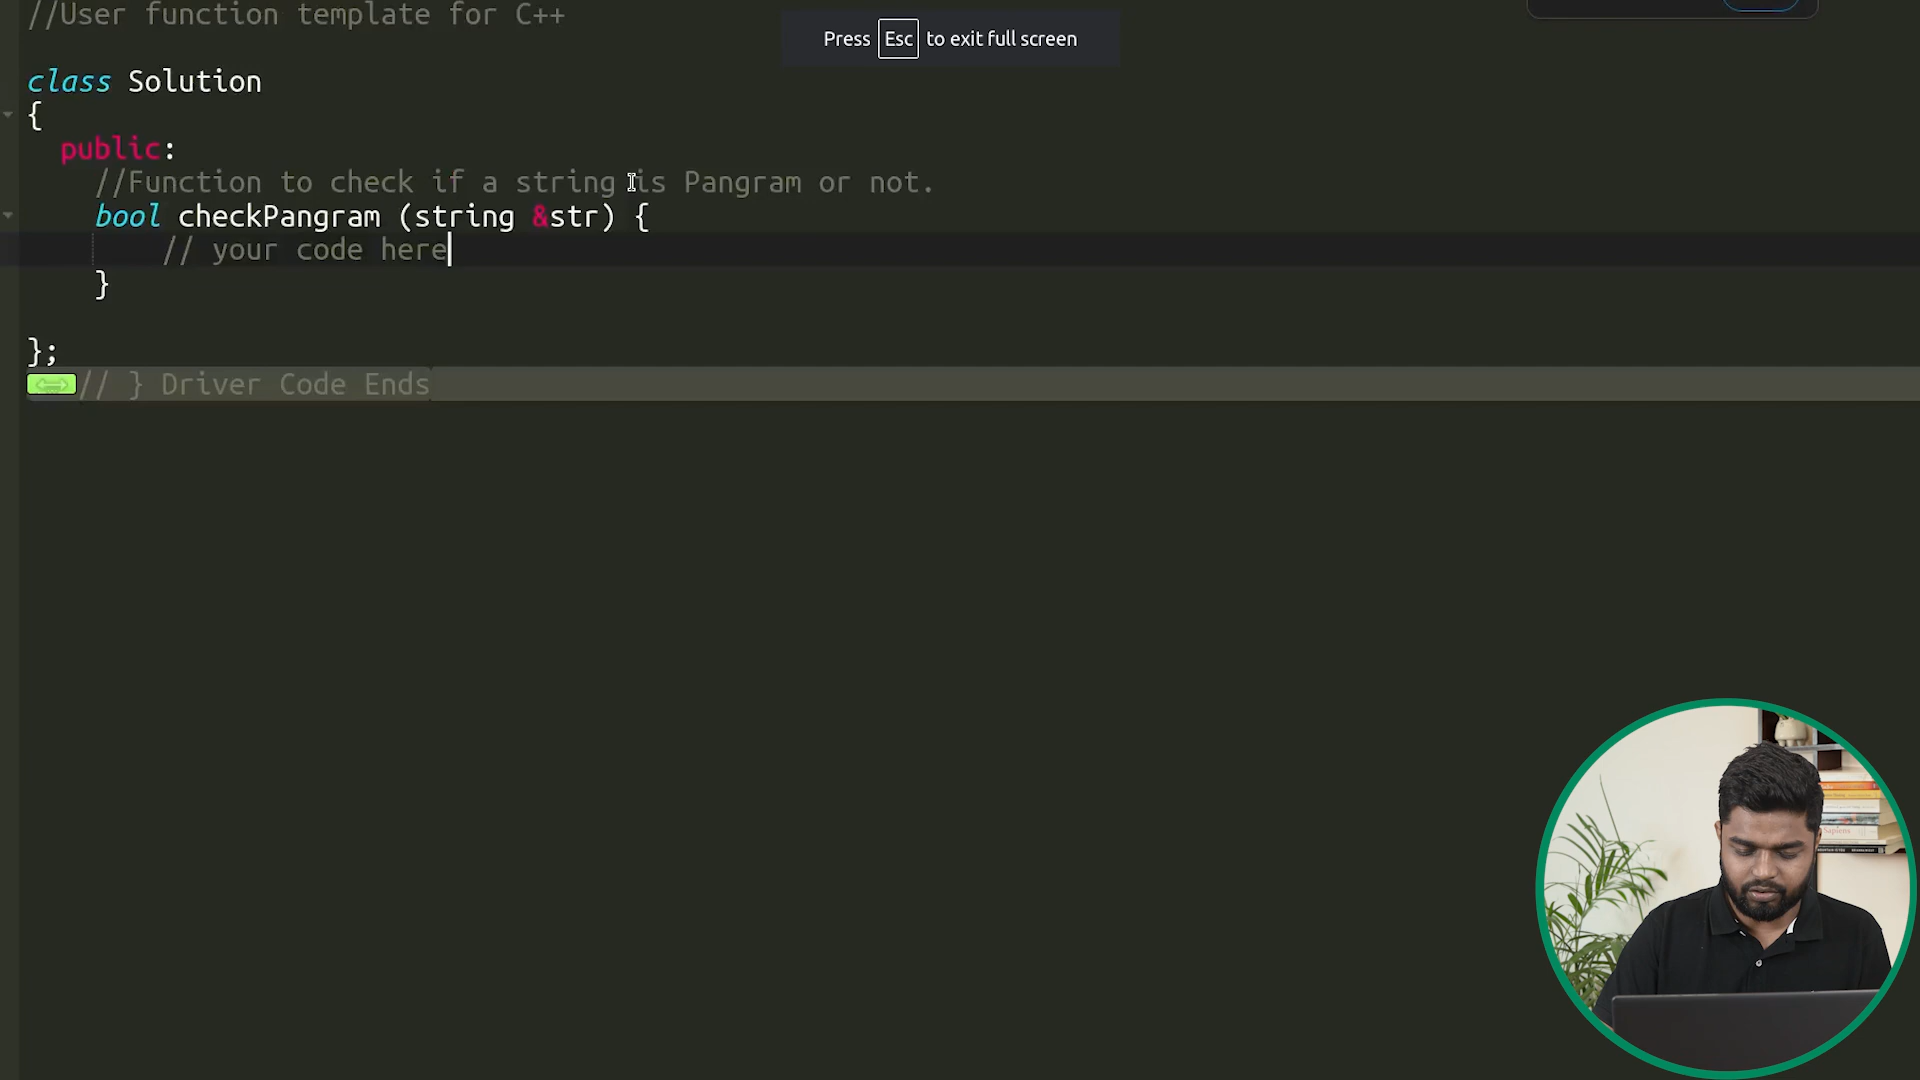 //User function template for C++
Press Esc to exit full screen
class Solution
{
public:
//Function to check if a string is Pangram or not.
bool checkPangram (string &str) {
// your code here
}
};
// } Driver Code Ends